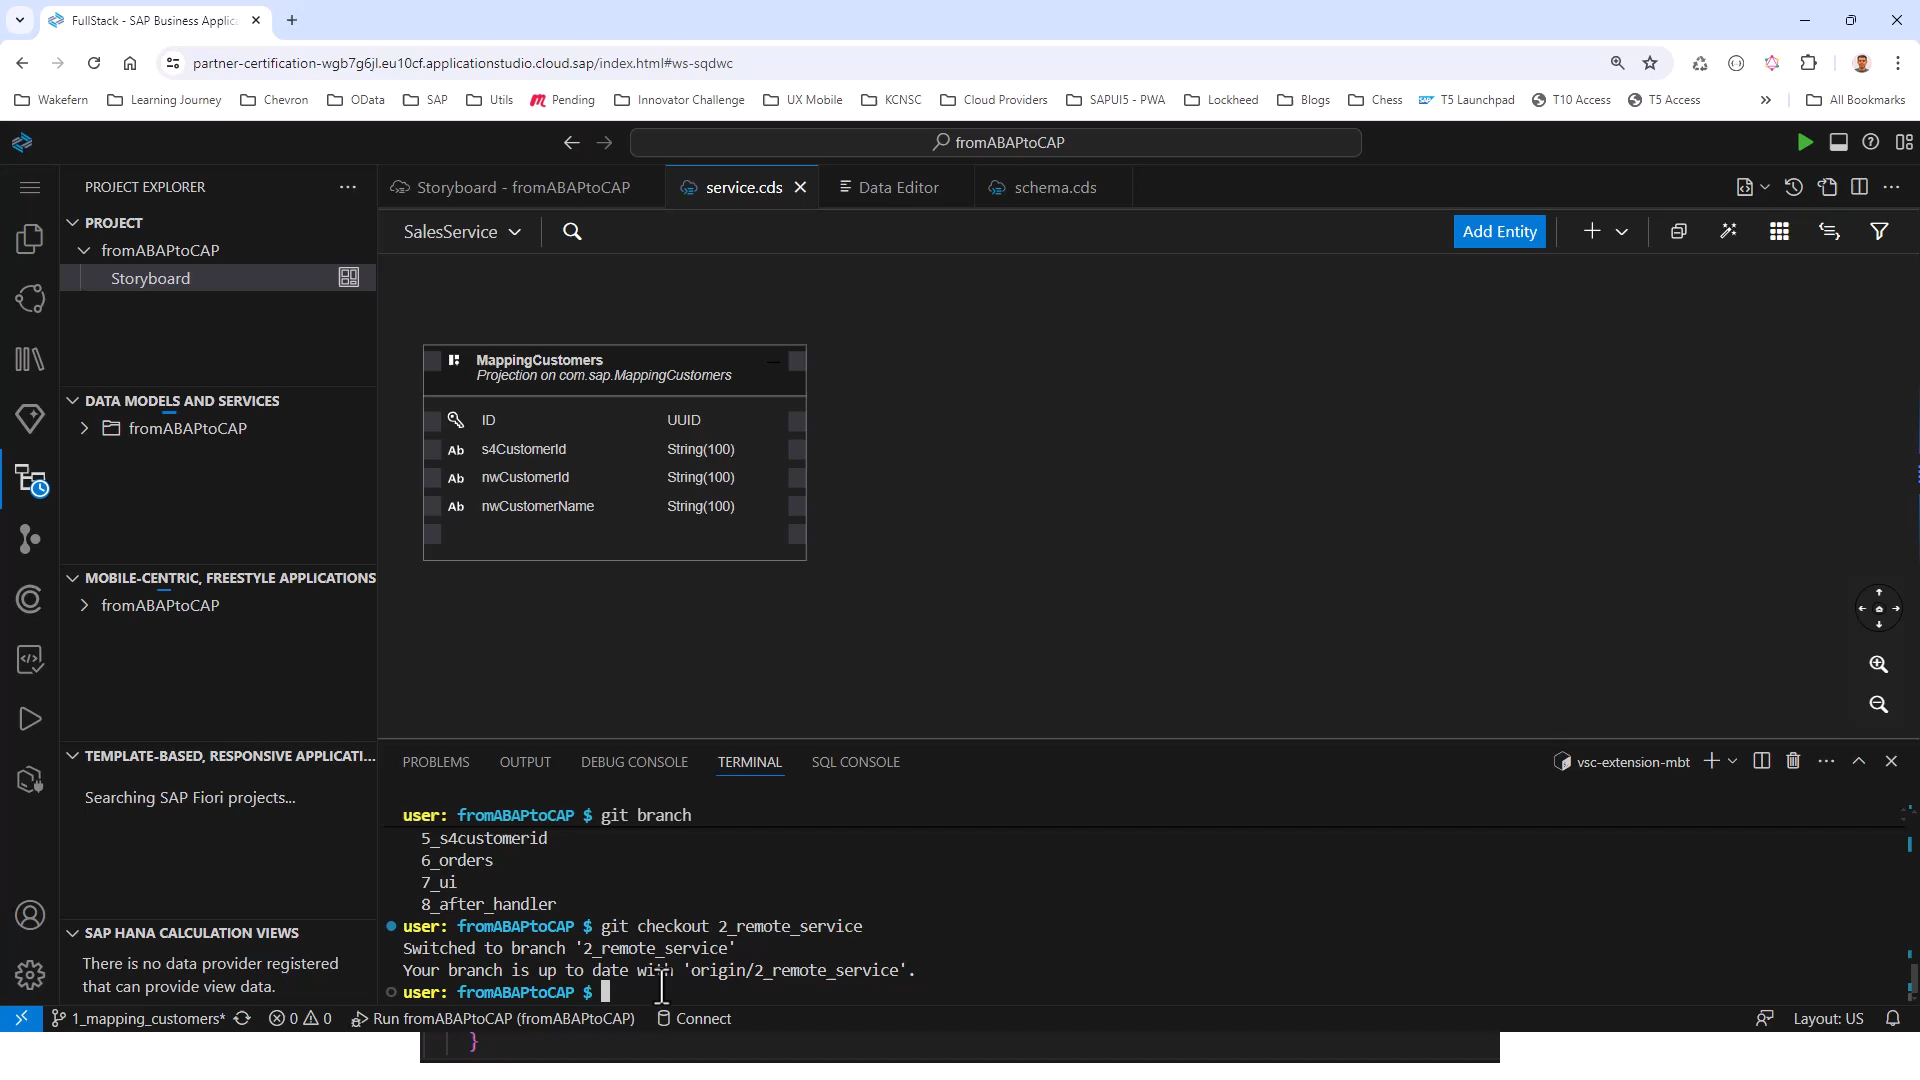 FullStack - SAP Business Applic
partner-certification-wgb7g6jl.eu10cf.applicationstudio.cloud.sap/index.html#ws-sqdwc
Wakefern
Learning Journey
Chevron
OData
SAP
Utils
Pending
Innovator Challenge
UX Mobile
KCNSC
Cloud Providers
SAPUI5 - PWA
Lockheed
Blogs
Chess
T5 Launchpad
T10 Access
T5 Access
All Bookmarks
fromABAPtoCAP
PROJECT EXPLORER
Storyboard - fromABAPtoCAP
service.cds
Data Editor
schema.cds
PROJECT
fromABAPtoCAP
Storyboard
SalesService
Add Entity
MappingCustomers
Projection on com.sap.MappingCustomers
ID UUID
Ab s4CustomerId String(100)
Ab nwCustomerId String(100)
Ab nwCustomerName String(100)
DATA MODELS AND SERVICES
fromABAPtoCAP
MOBILE-CENTRIC, FREESTYLE APPLICATIONS
fromABAPtoCAP
TEMPLATE-BASED, RESPONSIVE APPLICATI...
Searching SAP Fiori projects...
SAP HANA CALCULATION VIEWS
There is no data provider registered
that can provide view data.
PROBLEMS
OUTPUT
DEBUG CONSOLE
TERMINAL
SQL CONSOLE
vsc-extension-mbt
user: fromABAPtoCAP $ git branch
5_s4customerid
6_orders
7_ui
8_after_handler
user: fromABAPtoCAP $ git checkout 2_remote_service
Switched to branch '2_remote_service'
Your branch is up to date with 'origin/2_remote_service'.
user: fromABAPtoCAP $
1_mapping_customers*
0
0
Run fromABAPtoCAP (fromABAPtoCAP)
Connect
Layout: US
}